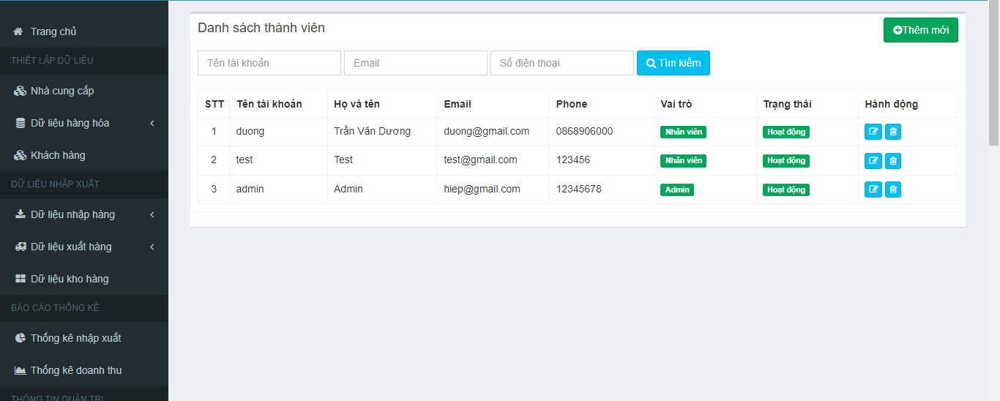 Trang chủ
THIẾT LẬP DỮ LIỆU
Nhà cung cấp
Dữ liệu hàng hóa
Khách hàng
DỮ LIỆU NHẬP XUẤT
Dữ liệu nhập hàng
Dữ liệu xuất hàng
Dữ liệu kho hàng
BÁO CÁO THỐNG KÊ
Thống kê nhập xuất
Thống kê doanh thu
THÔNG TIN QUẢN TRỊ
Danh sách thành viên
Thêm mới
Tên tài khoản Email Số điện thoại Tìm kiếm
STT Tên tài khoản Họ và tên Email Phone Vai trò Trạng thái Hành động
1 duong Trần Văn Dương duong@gmail.com 0868906000 Nhân viên Hoạt động
2 test Test test@gmail.com 123456 Nhân viên Hoạt động
3 admin Admin hiep@gmail.com 12345678 Admin Hoạt động